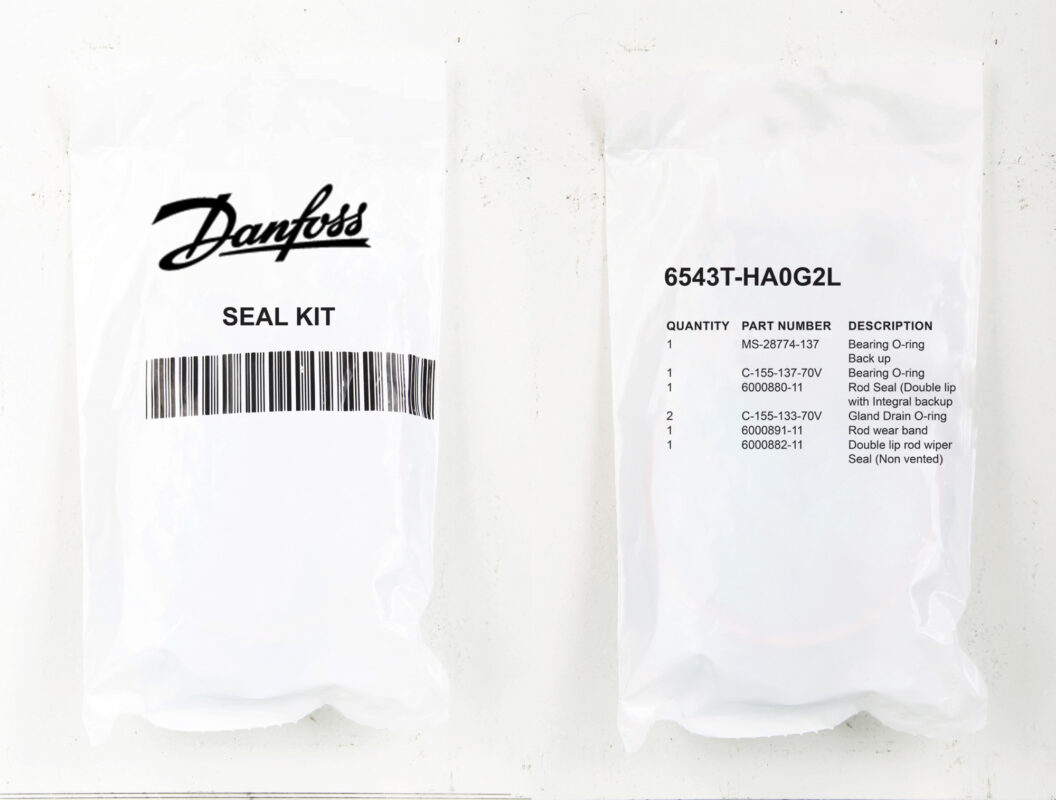 Danfoss
SEAL KIT
6543T-HA0G2L
QUANTITY PART NUMBER DESCRIPTION
1 MS-28774-137 Bearing O-ring
Back up
1 C-155-137-70V Bearing O-ring
1 6000880-11 Rod Seal (Double lip
with Integral backup
2 C-155-133-70V Gland Drain O-ring
1 6000891-11 Rod wear band
1 6000882-11 Double lip rod wiper
Seal (Non vented)